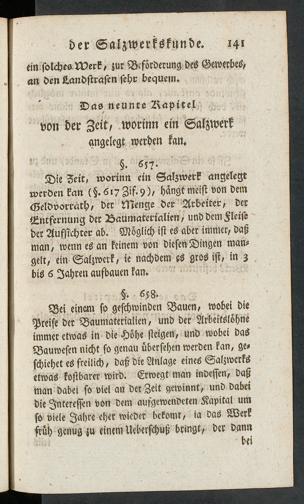 der Salzwerkskunde. 141
ein solches Werk, zur Beförderung des Gewerbes,
an den Landstrasen sehr bequem.
Das neunte Kapitel
von der Zeit, worinn ein Salzwerk
angelegt werden kan.
§. 657.
Die Zeit, worinn ein Salzwerk angelegt
werden kan (§. 617 Zif. 9), hängt meist von dem
Geldvorrath, der Menge der Arbeiter, der
Entfernung der Baumaterialien, und dem Fleise
der Aufsichter ab. Möglich ist es aber immer, daß
man, wenn es an keinem von diesen Dingen man-
gelt, ein Salzwerk, ie nachdem es gros ist, in 3
bis 6 Jahren aufbauen kan.
§. 658.
Bei einem so geschwinden Bauen, wobei die
Preise der Baumaterialien, und der Arbeitslöhne
immer etwas in die Höhe steigen, und wobei das
Bauwesen nicht so genau übersehen werden kan, ge-
schiehet es freilich, daß die Anlage eines Salzwerks
etwas kostbarer wird. Erwegt man indessen, daß
man dabei so viel an der Zeit gewinnt, und dabei
die Interessen von dem aufgewendeten Kapital um
so viele Jahre eher wieder bekomt, ia das Werk
früh genug zu einem Ueberschuß bringt, der dann
bei